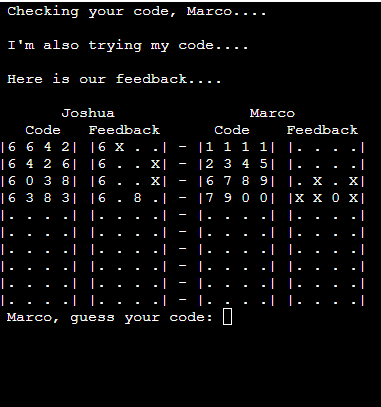 Checking your code, Marco....
I'm also trying my code....
Here is our feedback....
Joshua Marco
Code Feedback Code Feedback
|6 6 4 2| |6 x . .| - |1 1 1 1| |. . . .|
|6 4 2 6| |6 . . x| - |2 3 4 5| |. . . .|
|6 0 3 8| |6 . . x| - |6 7 8 9| |. x . x|
|6 3 8 3| |6 . 8 .| - |7 9 0 0| |x x 0 x|
|. . . .| |. . . .| - |. . . .| |. . . .|
|. . . .| |. . . .| - |. . . .| |. . . .|
|. . . .| |. . . .| - |. . . .| |. . . .|
|. . . .| |. . . .| - |. . . .| |. . . .|
|. . . .| |. . . .| - |. . . .| |. . . .|
|. . . .| |. . . .| - |. . . .| |. . . .|
Marco, guess your code: